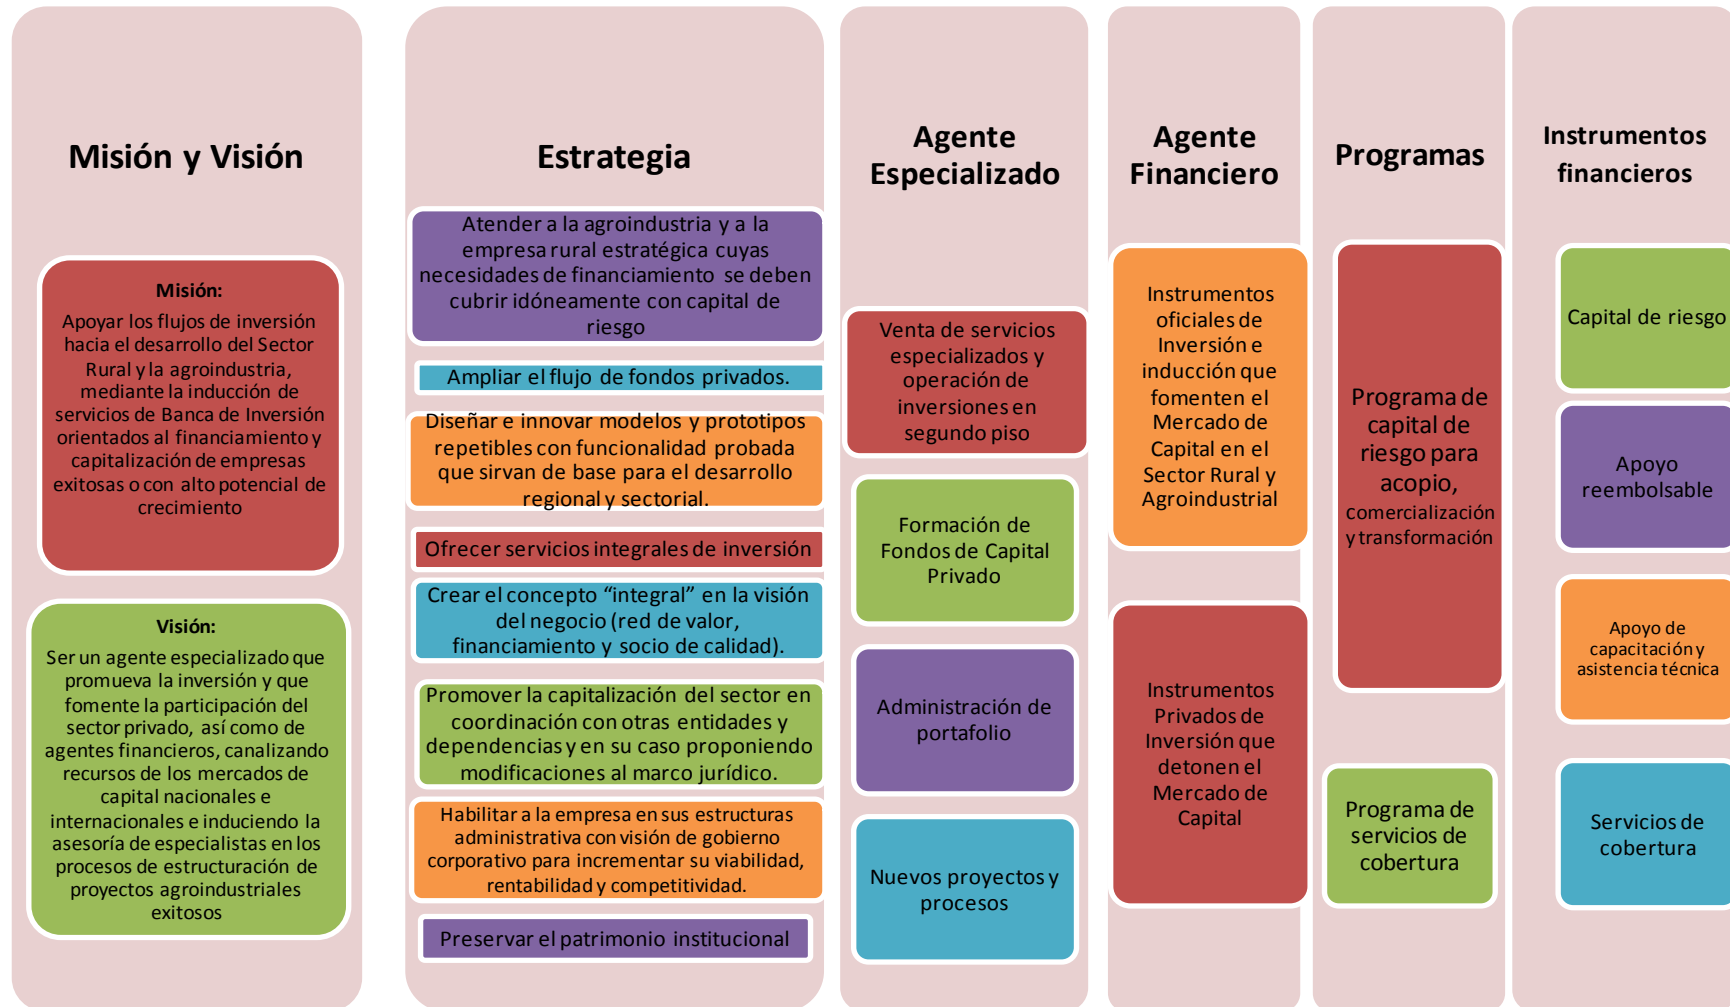 Misión y Visión
Misión:
Apoyar los flujos de inversión
hacia el desarrollo del Sector
Rural y la agroindustria,
mediante la inducción de
servicios de Banca de Inversión
orientados al financiamiento y
capitalización de empresas
exitosas o con alto potencial de
crecimiento
Visión:
Ser un agente especializado que
promueva la inversión y que
fomente la participación del
sector privado, así como de
agentes financieros, canalizando
recursos de los mercados de
capital nacionales e
internacionales e induciendo la
asesoría de especialistas en los
procesos de estructuración de
proyectos agroindustriales
exitosos
Estrategia
Atender a la agroindustria y a la
empresa rural estratégica cuyas
necesidades de financiamiento se deben
cubrir idóneamente con capital de
riesgo
Ampliar el flujo de fondos privados.
Diseñar e innovar modelos y prototipos
repetibles con funcionalidad probada
que sirvan de base para el desarrollo
regional y sectorial.
Ofrecer servicios integrales de inversión
Crear el concepto “integral” en la visión
del negocio (red de valor,
financiamiento y socio de calidad).
Promover la capitalización del sector en
coordinación con otras entidades y
dependencias y en su caso proponiendo
modificaciones al marco jurídico.
Habilitar a la empresa en sus estructuras
administrativa con visión de gobierno
corporativo para incrementar su viabilidad,
rentabilidad y competitividad.
Preservar el patrimonio institucional
Agente
Especializado
Venta de servicios
especializados y
operación de
inversiones en
segundo piso
Formación de
Fondos de Capital
Privado
Administración de
portafolio
Nuevos proyectos y
procesos
Agente
Financiero
Instrumentos
oficiales de
Inversión e
inducción que
fomenten el
Mercado de
Capital en el
Sector Rural y
Agroindustrial
Instrumentos
Privados de
Inversión que
detonen el
Mercado de
Capital
Programas
Programa de
capital de
riesgo para
acopio,
comercialización
y transformación
Programa de
servicios de
cobertura
Instrumentos
financieros
Capital de riesgo
Apoyo
reembolsable
Apoyo de
capacitación y
asistencia técnica
Servicios de
cobertura